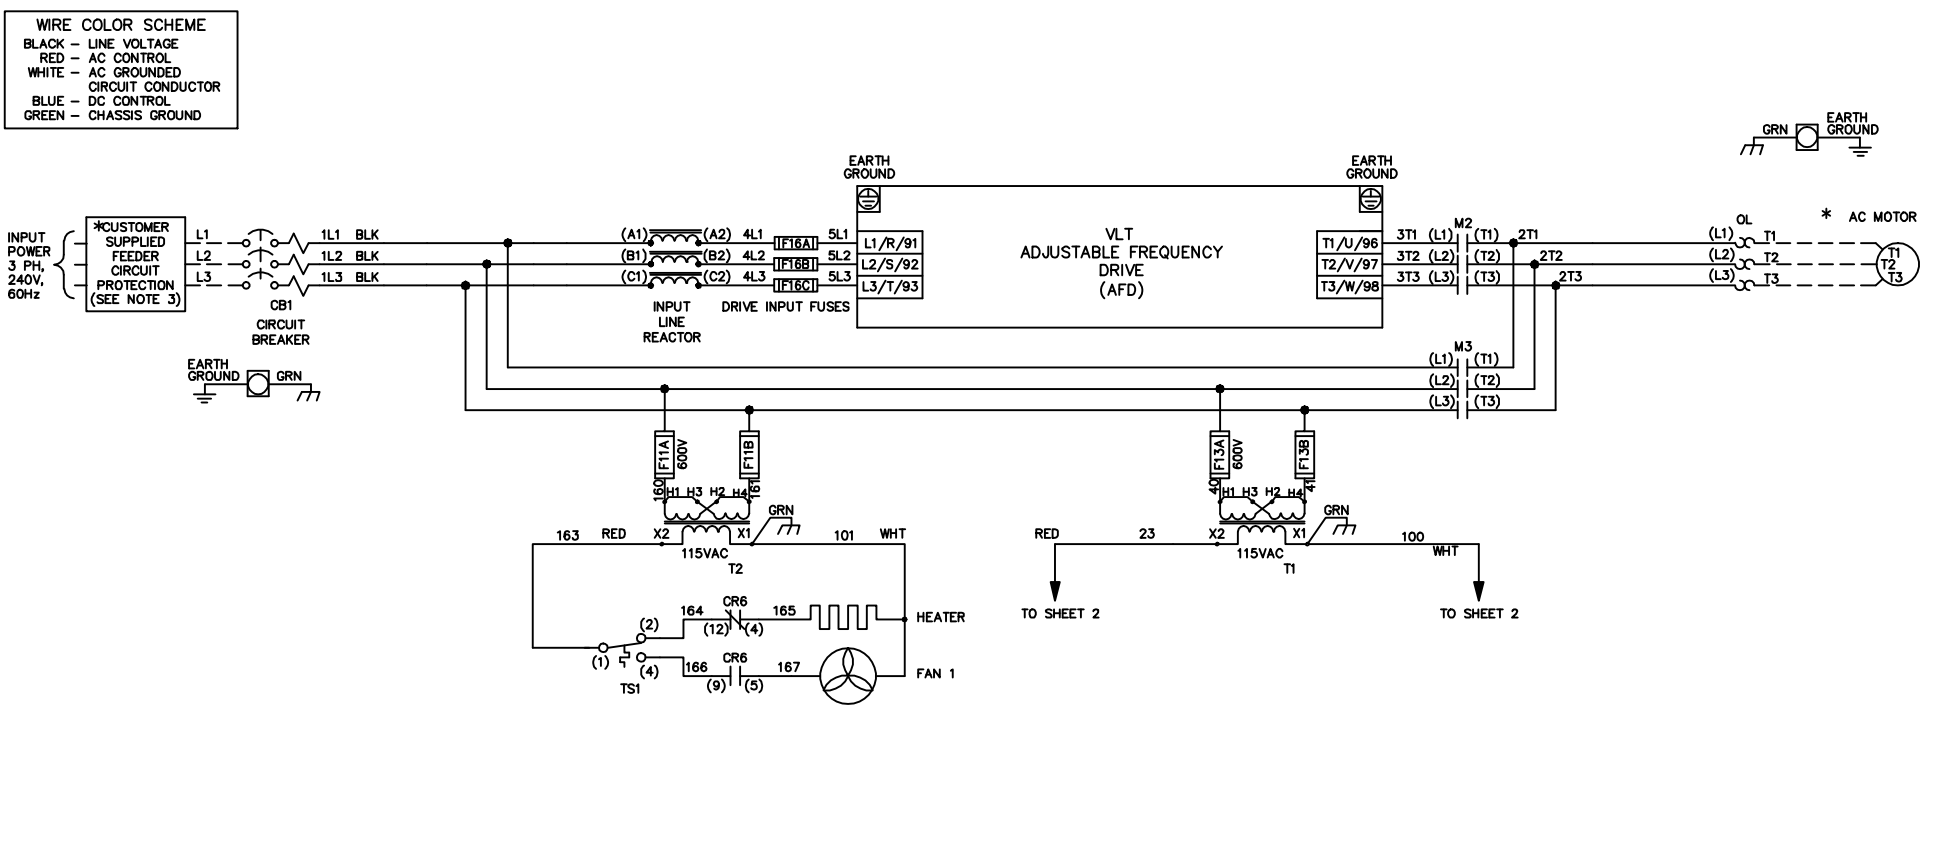 WIRE COLOR SCHEME
BLACK – LINE VOLTAGE
RED – AC CONTROL
WHITE – AC GROUNDED
CIRCUIT CONDUCTOR
BLUE – DC CONTROL
GREEN – CHASSIS GROUND
GRN
EARTH
GROUND
EARTH
GROUND
EARTH
GROUND
INPUT
POWER
3 PH,
240V,
60Hz
*CUSTOMER
SUPPLIED
FEEDER
CIRCUIT
PROTECTION
(SEE NOTE 3)
L1
L2
L3
CB1
CIRCUIT
BREAKER
1L1 BLK
1L2 BLK
1L3 BLK
(A1) (A2) 4L1 F16A 5L1
(B1) (B2) 4L2 F16B 5L2
(C1) (C2) 4L3 F16C 5L3
INPUT
LINE
REACTOR
DRIVE INPUT FUSES
L1/R/91
L2/S/92
L3/T/93
VLT
ADJUSTABLE FREQUENCY
DRIVE
(AFD)
T1/U/96
T2/V/97
T3/W/98
M2
3T1 (L1) (T1) 2T1
3T2 (L2) (T2) 2T2
3T3 (L3) (T3) 2T3
OL
(L1) T1
(L2) T2
(L3) T3
* AC MOTOR
T1
T2
T3
M3
(L1) (T1)
(L2) (T2)
(L3) (T3)
EARTH
GROUND
GRN
F11A
600V
F11B
160
161
H1 H3 H2 H4
GRN
163 RED X2 X1 101 WHT
115VAC
T2
F13A
600V
F13B
40
41
H1 H3 H2 H4
GRN
RED 23 X2 X1 100
WHT
115VAC
T1
TO SHEET 2
TO SHEET 2
CR6
164 165
(12) (4)
HEATER
(2)
(1)
(4)
TS1
CR6
166 167
(9) (5)
FAN 1